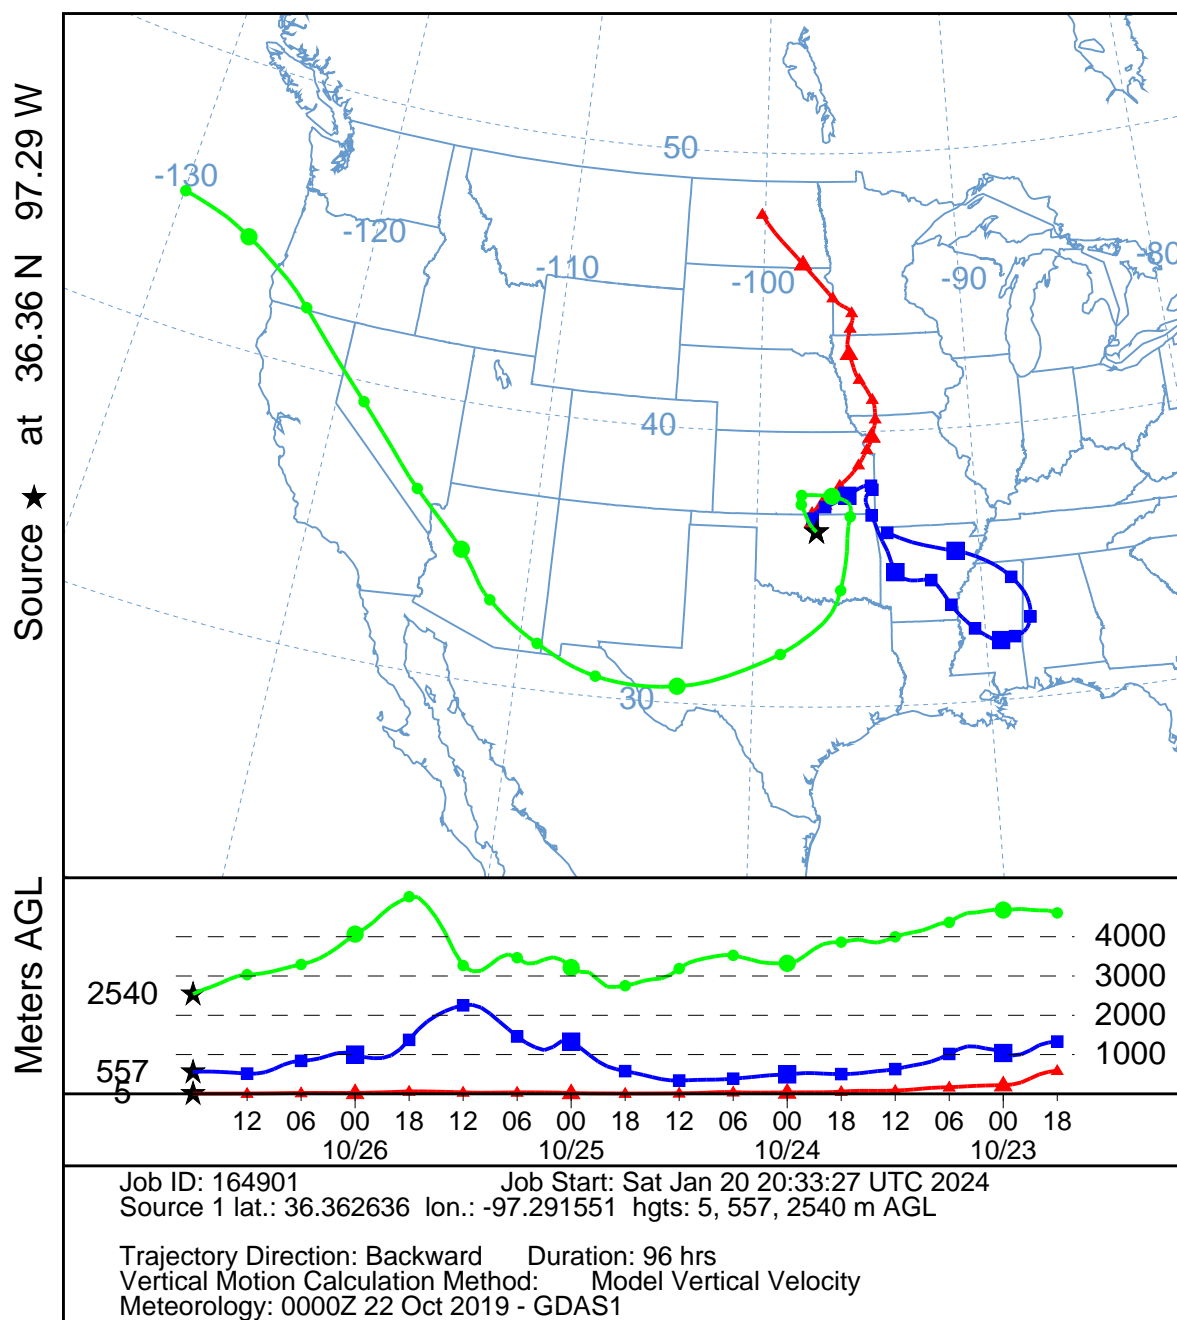 Source ★ at 36.36 N 97.29 W
50
-130
-120
-110
-100
-90
-80
40
30
Meters AGL
4000
3000
2540
2000
1000
557
5
12 06 00 18 12 06 00 18 12 06 00 18 12 06 00 18
10/26 10/25 10/24 10/23
Job ID: 164901 Job Start: Sat Jan 20 20:33:27 UTC 2024
Source 1 lat.: 36.362636 lon.: -97.291551 hgts: 5, 557, 2540 m AGL
Trajectory Direction: Backward Duration: 96 hrs
Vertical Motion Calculation Method: Model Vertical Velocity
Meteorology: 0000Z 22 Oct 2019 - GDAS1